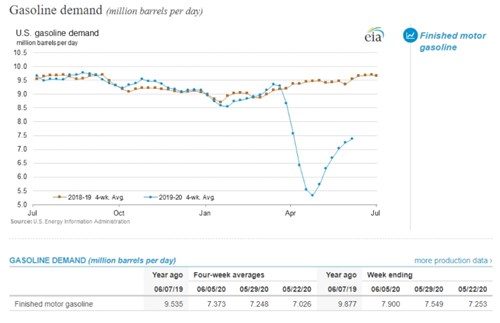 Gasoline demand (million barrels per day)
U.S. gasoline demand
million barrels per day
eia
Finished motor
gasoline
10.5
10.0
9.5
9.0
8.5
8.0
7.5
7.0
6.5
6.0
5.5
5.0
2018-19 4-wk. Avg. 2019-20 4-wk. Avg.
Jul Oct Jan Apr Jul
Source: U.S. Energy Information Administration
GASOLINE DEMAND (million barrels per day) more production data ›
Year ago Four-week averages Year ago Week ending
06/07/19 06/05/20 05/29/20 05/22/20 06/07/19 06/05/20 05/29/20 05/22/20
Finished motor gasoline 9.535 7.373 7.248 7.026 9.877 7.900 7.549 7.253